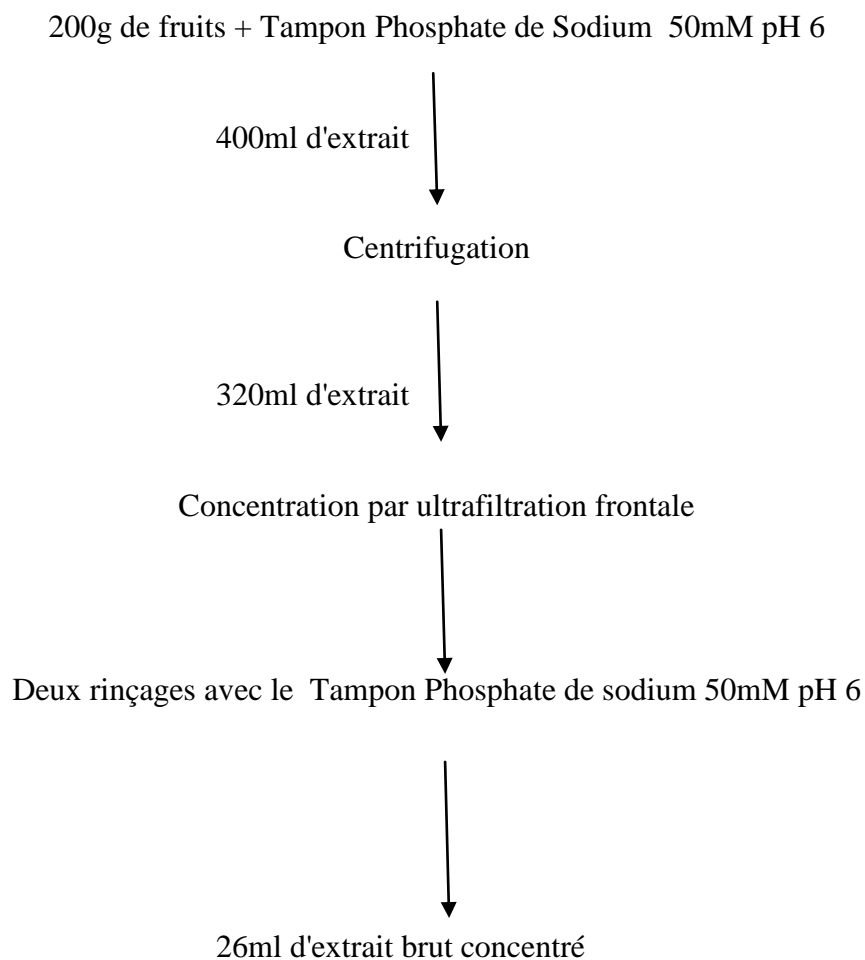 200g de fruits + Tampon Phosphate de Sodium 50mM pH 6
400ml d'extrait
Centrifugation
320ml d'extrait
Concentration par ultrafiltration frontale
Deux rinçages avec le Tampon Phosphate de sodium 50mM pH 6
26ml d'extrait brut concentré